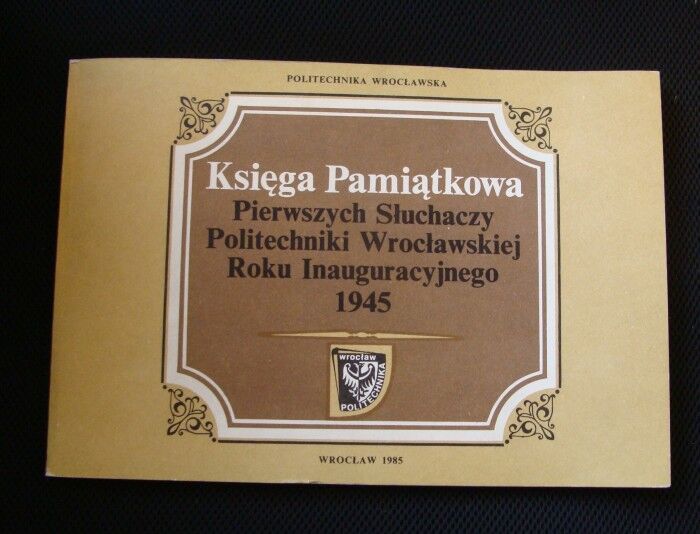 POLITECHNIKA WROCŁAWSKA
Księga Pamiątkowa
Pierwszych Słuchaczy
Politechniki Wrocławskiej
Roku Inauguracyjnego
1945
wrocław
POLITECHNIKA
WROCŁAW 1985